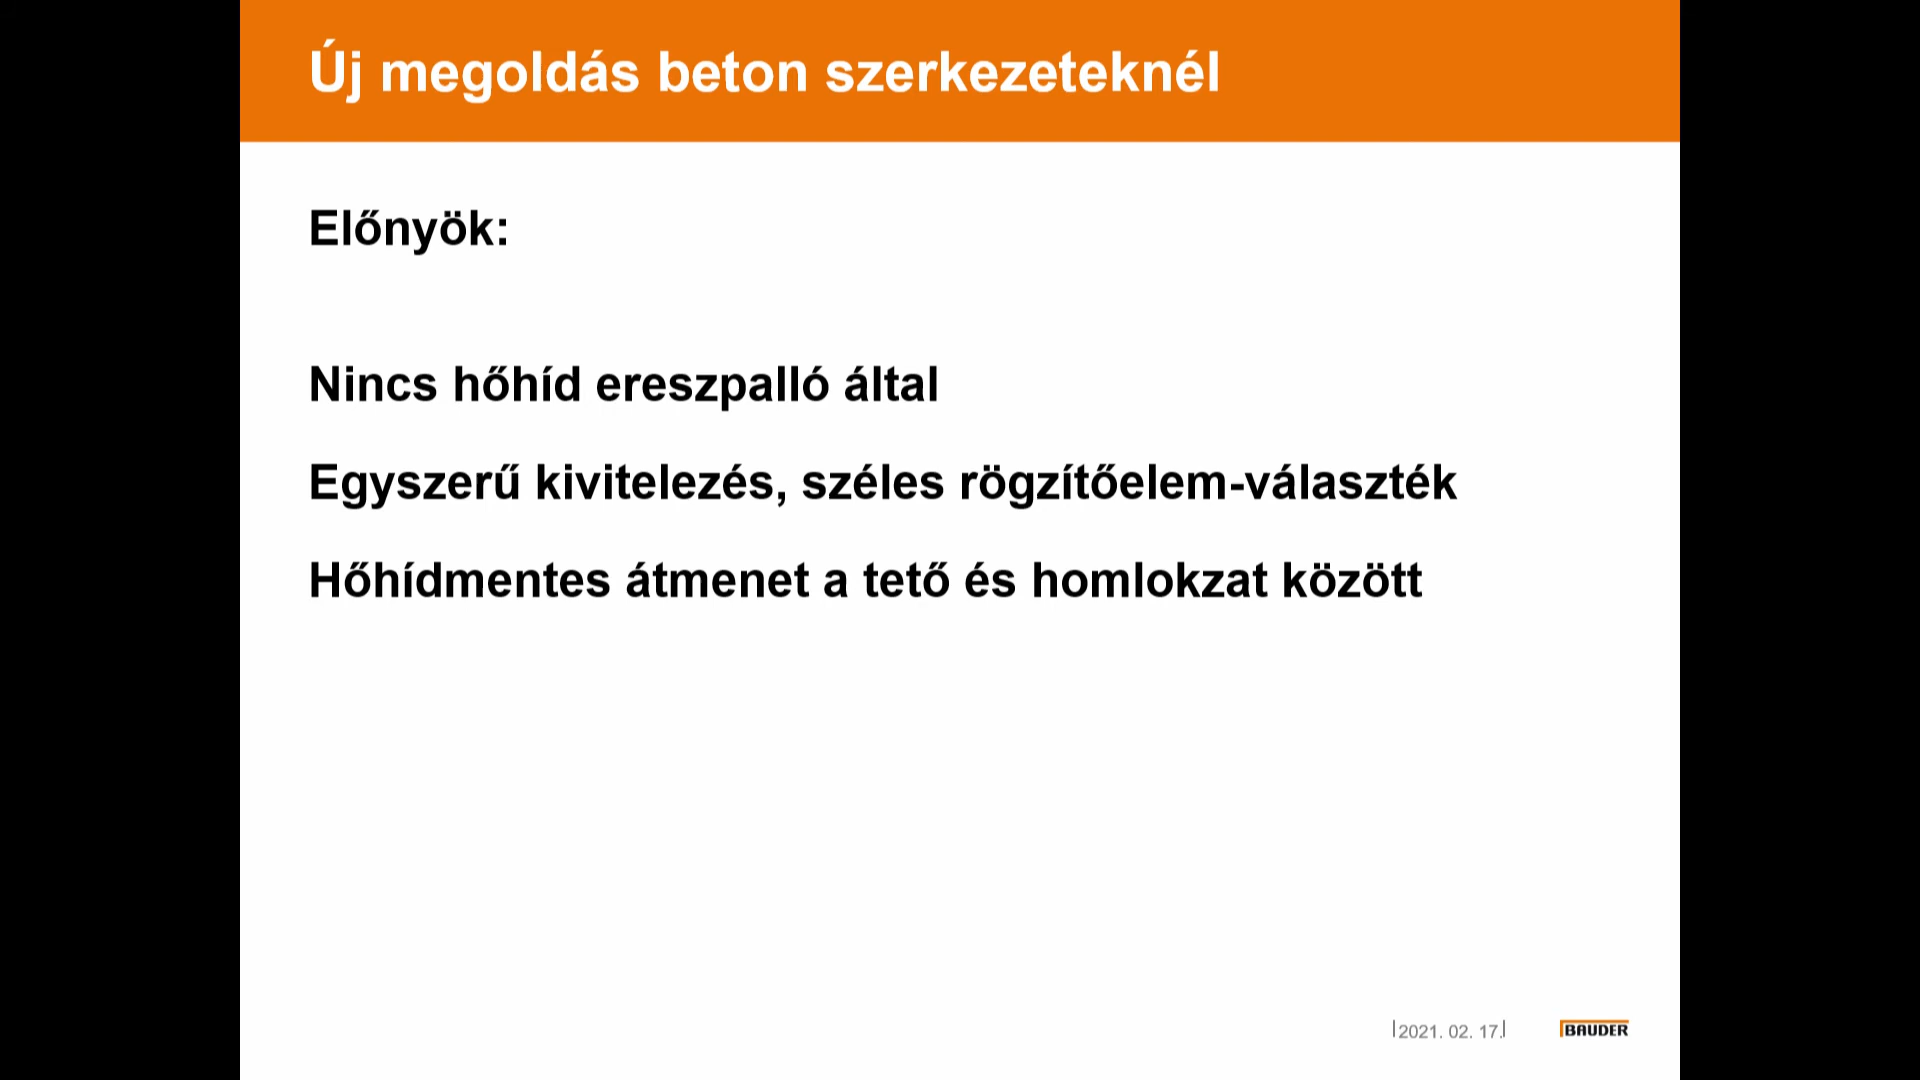 Új megoldás beton szerkezeteknél
Előnyök:
Nincs hőhíd ereszpalló által
Egyszerű kivitelezés, széles rögzítőelem-választék
Hőhídmentes átmenet a tető és homlokzat között
2021. 02. 17.
BAUDER